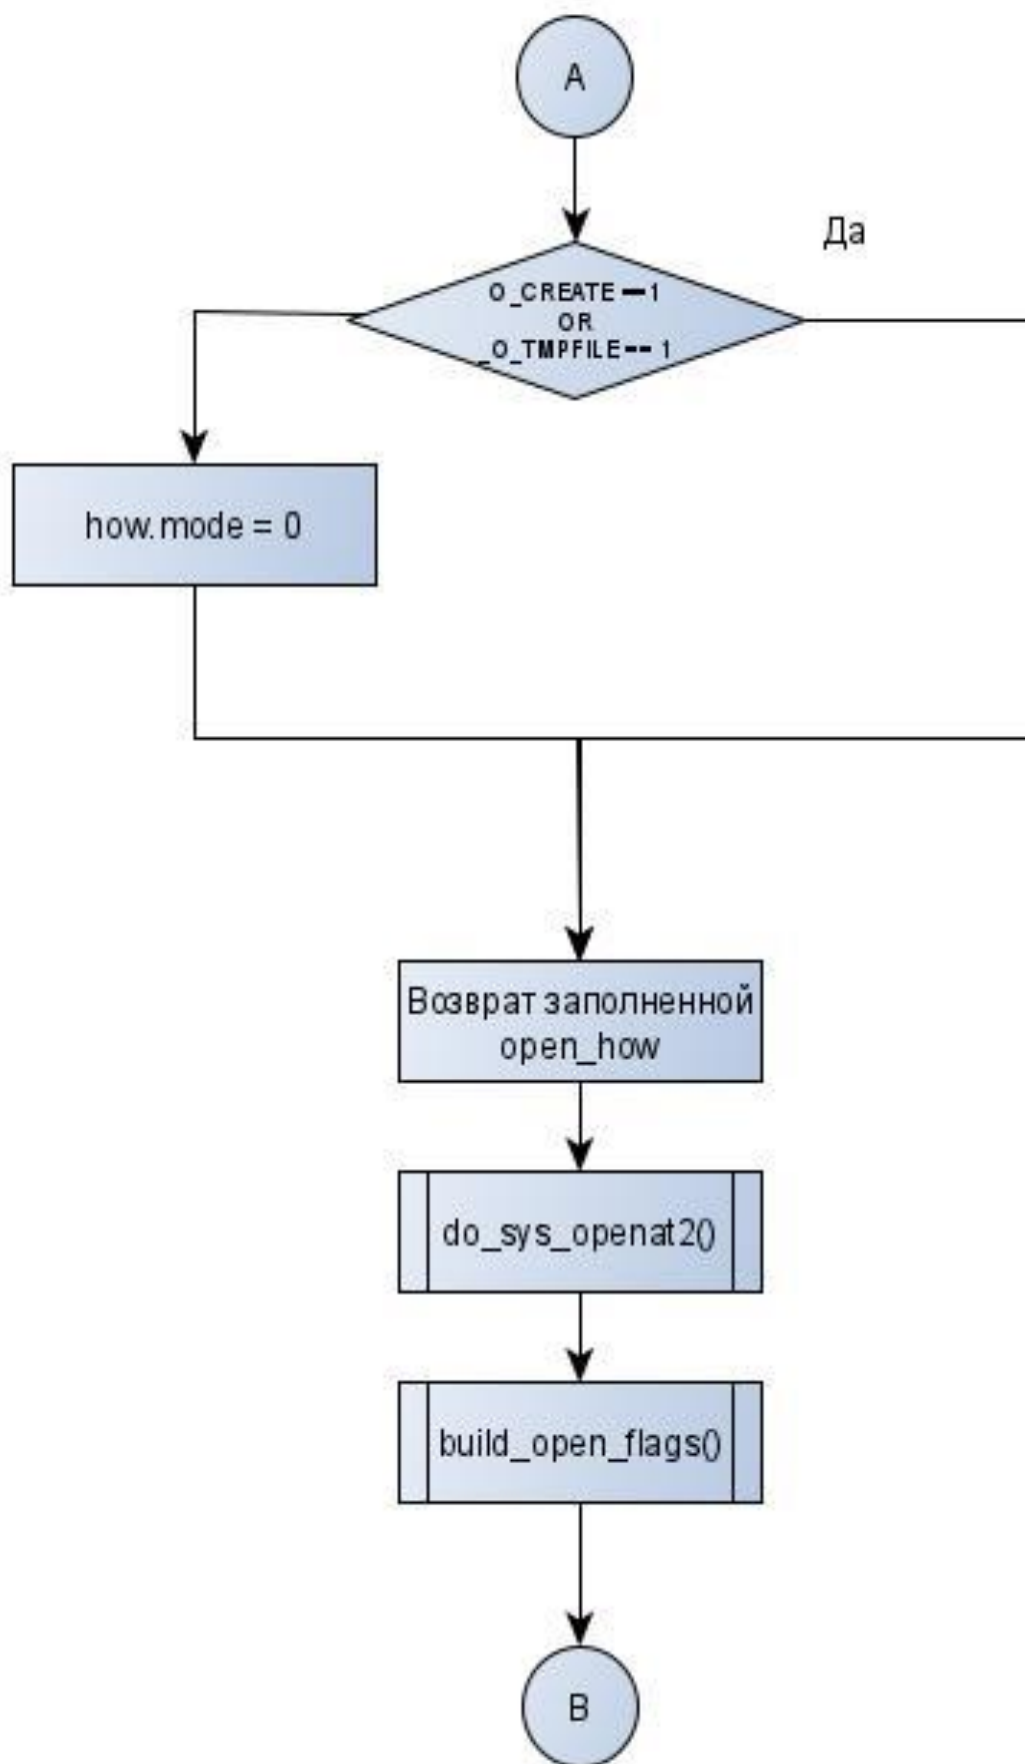 A
Да
O_CREATE == 1
OR
_O_TMPFILE == 1
how.mode = 0
Возврат заполненной
open_how
do_sys_openat2()
build_open_flags()
B